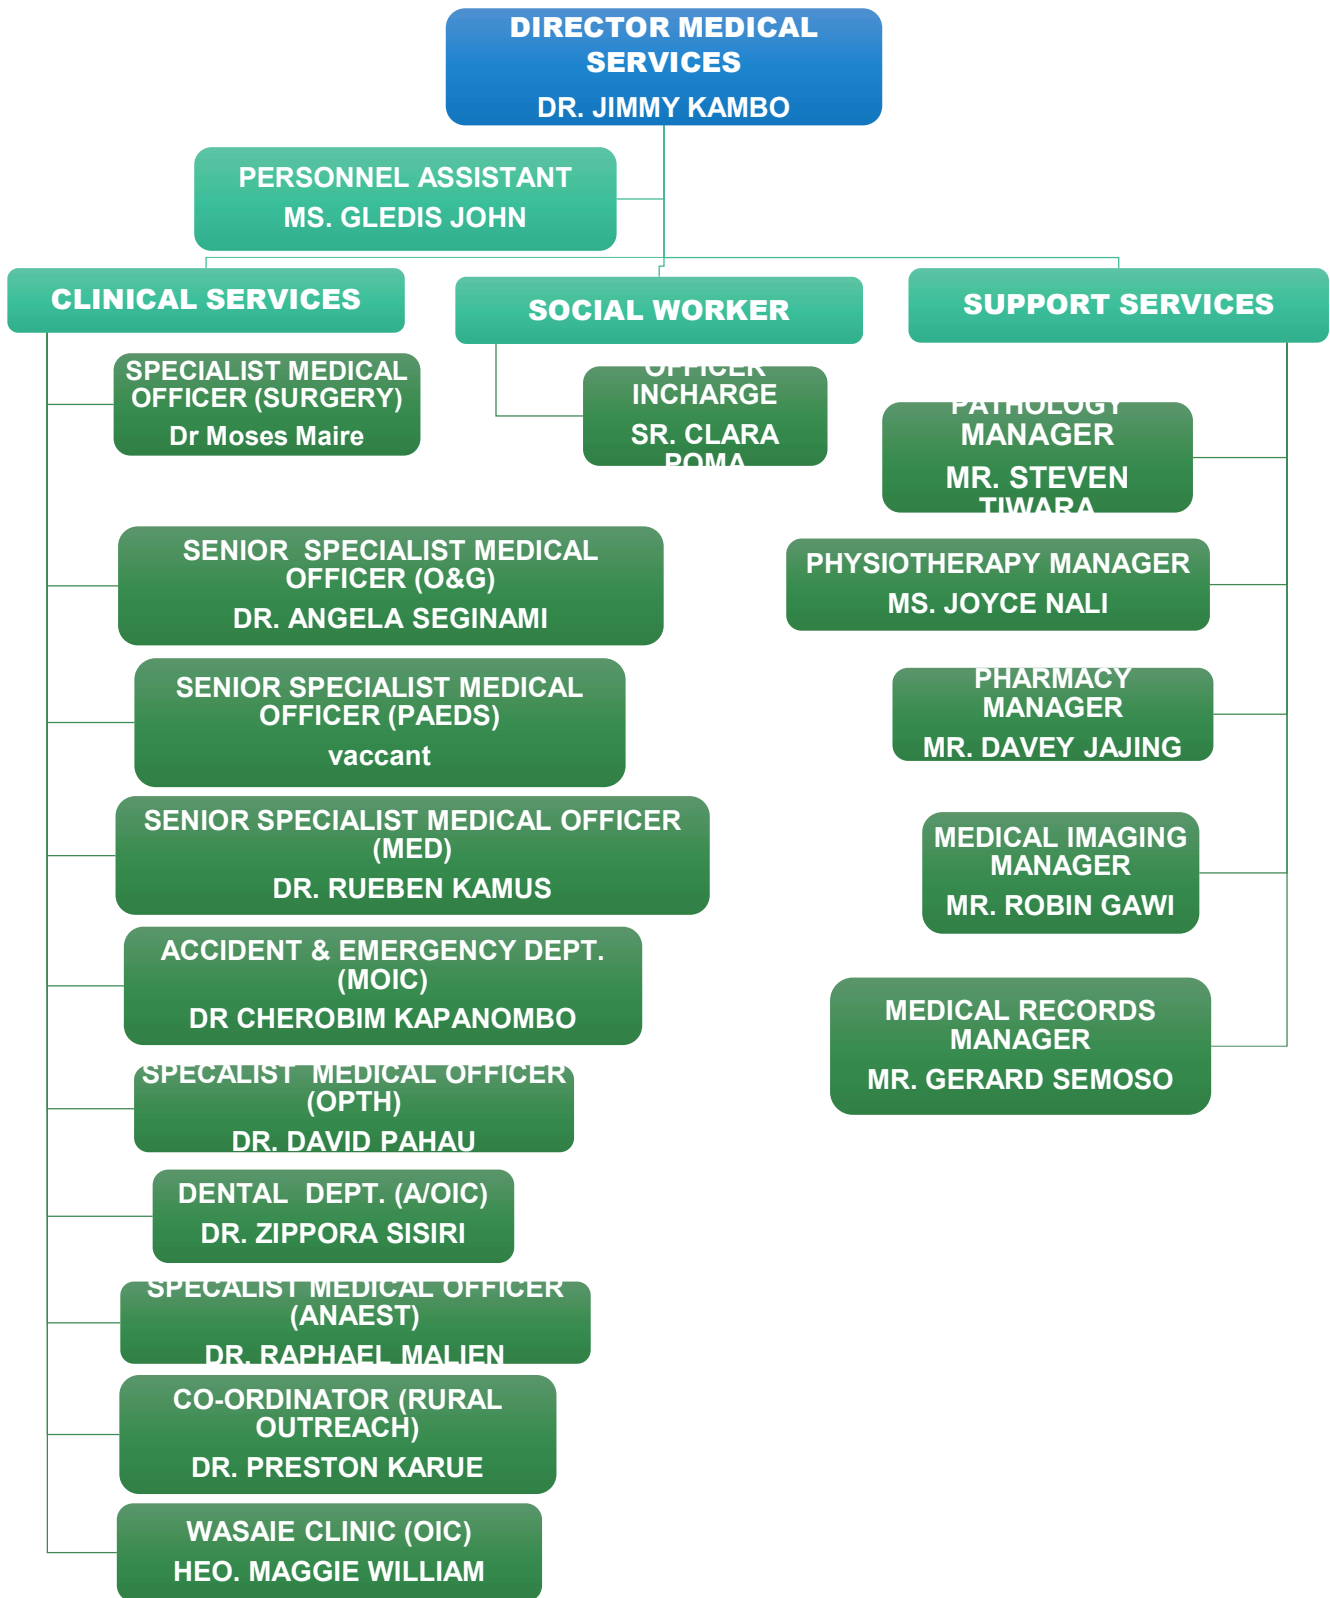 DIRECTOR MEDICAL
SERVICES
DR. JIMMY KAMBO
PERSONNEL ASSISTANT
MS. GLEDIS JOHN
CLINICAL SERVICES
SPECIALIST MEDICAL
OFFICER (SURGERY)
Dr Moses Maire
SENIOR SPECIALIST MEDICAL
OFFICER (O&G)
DR. ANGELA SEGINAMI
SENIOR SPECIALIST MEDICAL
OFFICER (PAEDS)
vaccant
SENIOR SPECIALIST MEDICAL OFFICER
(MED)
DR. RUEBEN KAMUS
ACCIDENT & EMERGENCY DEPT.
(MOIC)
DR CHEROBIM KAPANOMBO
SPECALIST MEDICAL OFFICER
(OPTH)
DR. DAVID PAHAU
DENTAL DEPT. (A/OIC)
DR. ZIPPORA SISIRI
SPECALIST MEDICAL OFFICER
(ANAEST)
DR. RAPHAEL MALIEN
CO-ORDINATOR (RURAL
OUTREACH)
DR. PRESTON KARUE
WASAIE CLINIC (OIC)
HEO. MAGGIE WILLIAM
SOCIAL WORKER
OFFICER
INCHARGE
SR. CLARA
POMA
SUPPORT SERVICES
PATHOLOGY
MANAGER
MR. STEVEN
TIWARA
PHYSIOTHERAPY MANAGER
MS. JOYCE NALI
PHARMACY
MANAGER
MR. DAVEY JAJING
MEDICAL IMAGING
MANAGER
MR. ROBIN GAWI
MEDICAL RECORDS
MANAGER
MR. GERARD SEMOSO